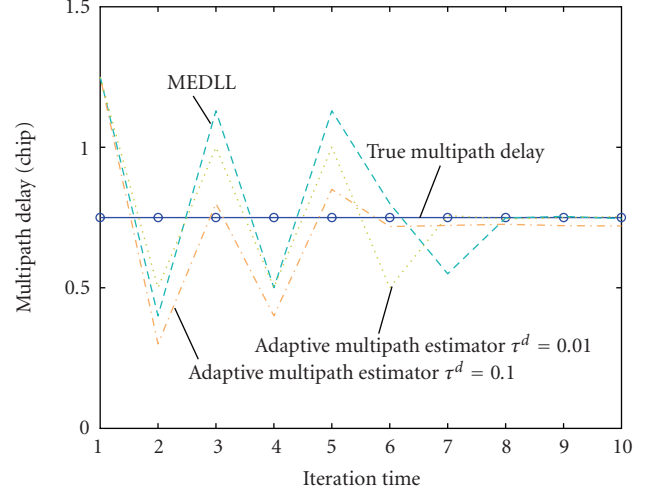 1.5
MEDLL
1
True multipath delay
Multipath delay (chip)
0.5
Adaptive multipath estimator τ^d = 0.01
Adaptive multipath estimator τ^d = 0.1
0
1 2 3 4 5 6 7 8 9 10
Iteration time